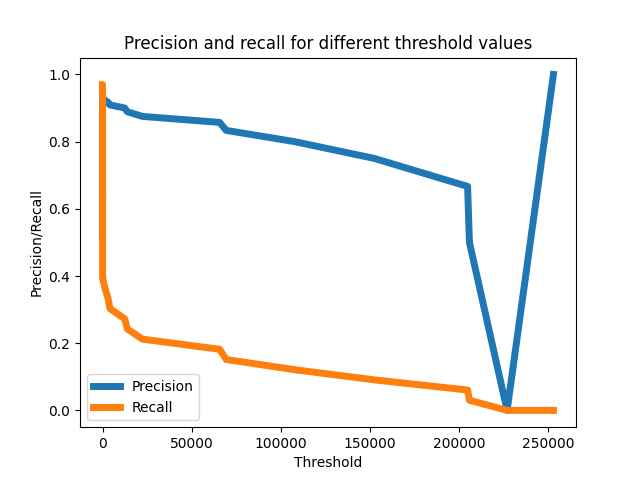 Precision and recall for different threshold values
1.0
0.8
0.6
0.4
0.2
0.0
Precision/Recall
Precision
Recall
0 50000 100000 150000 200000 250000
Threshold